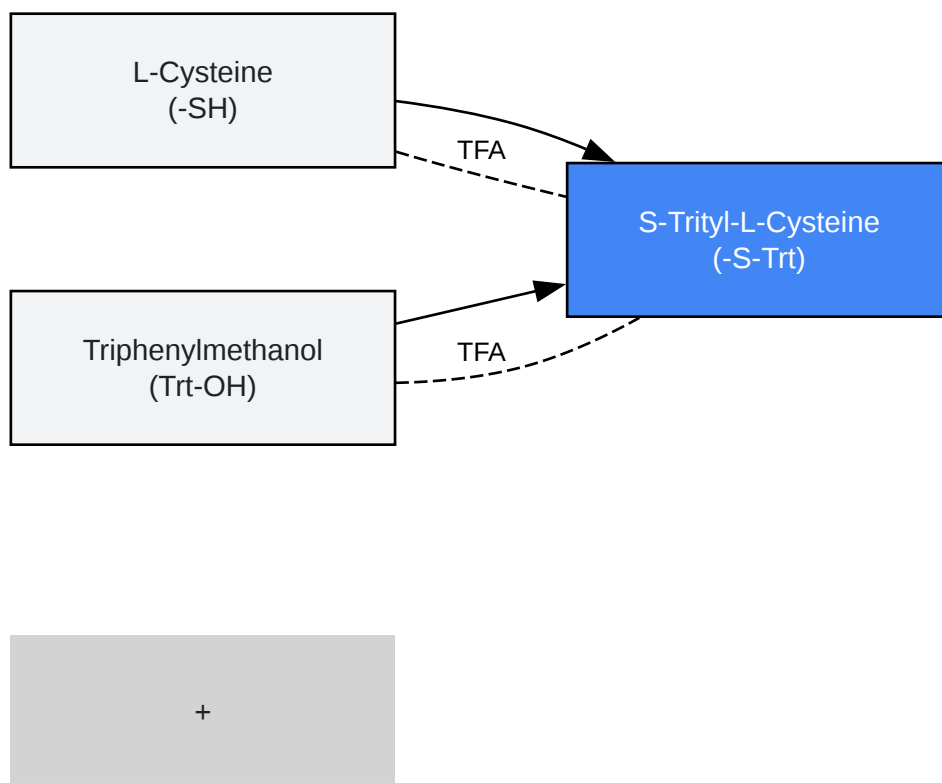 L-Cysteine
(-SH)
TFA
S-Trityl-L-Cysteine
(-S-Trt)
Triphenylmethanol
(Trt-OH)
TFA
+